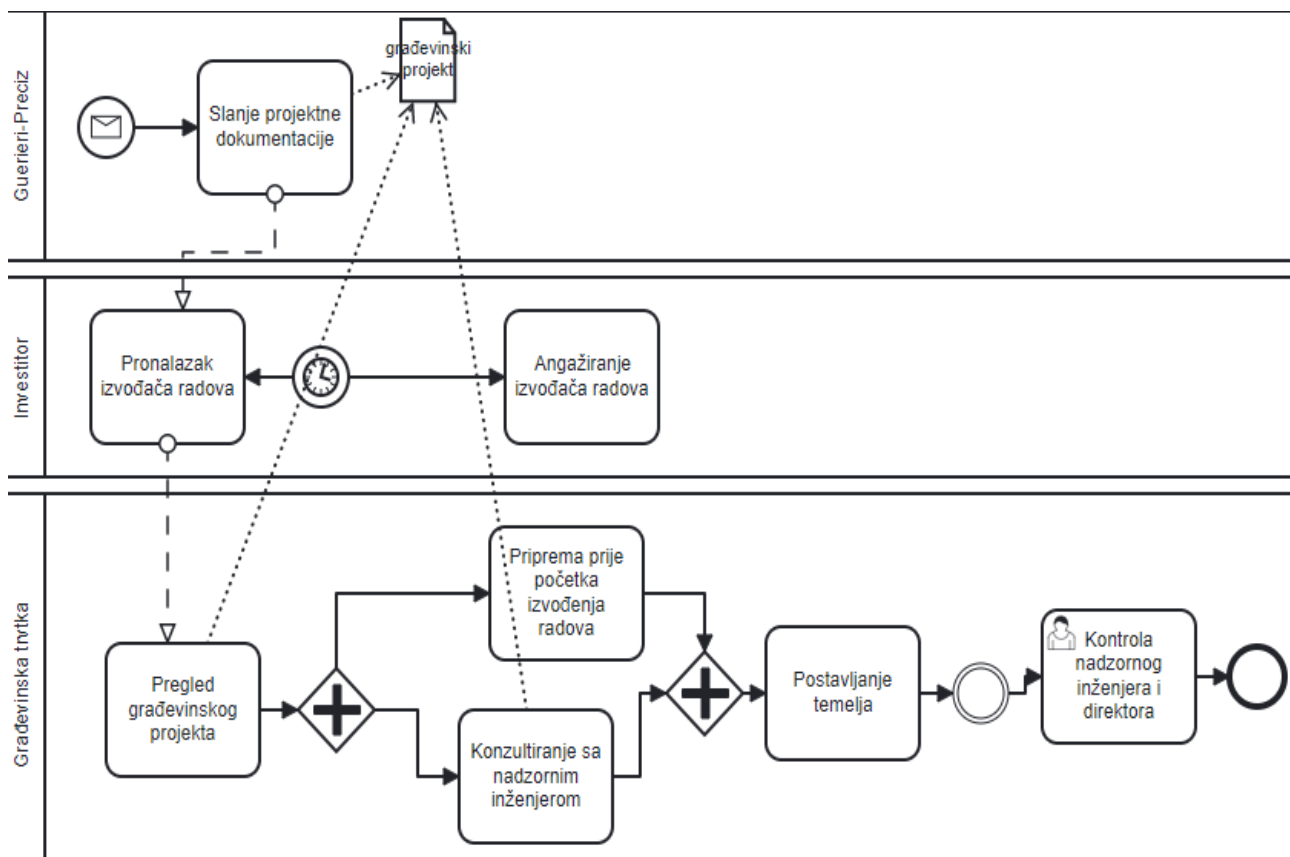 Guerieri-Preciz
građevinski
projekt
Slanje projektne
dokumentacije
Investitor
Pronalazak
izvođača radova
Angažiranje
izvođača radova
Građevinska tvrtka
Pregled
građevinskog
projekta
Priprema prije
početka
izvođenja
radova
Konzultiranje sa
nadzornim
inženjerom
Postavljanje
temelja
Kontrola
nadzornog
inženjera i
direktora